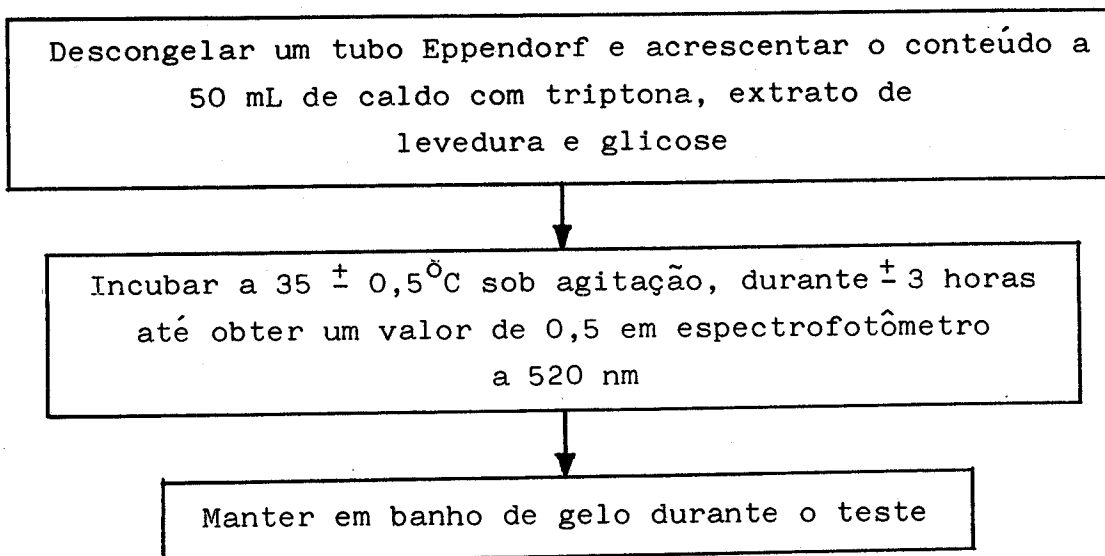 Descongelar um tubo Eppendorf e acrescentar o conteúdo a
50 mL de caldo com triptona, extrato de
levedura e glicose
Incubar a 35 ± 0,5ºC sob agitação, durante ± 3 horas
até obter um valor de 0,5 em espectrofotômetro
a 520 nm
Manter em banho de gelo durante o teste